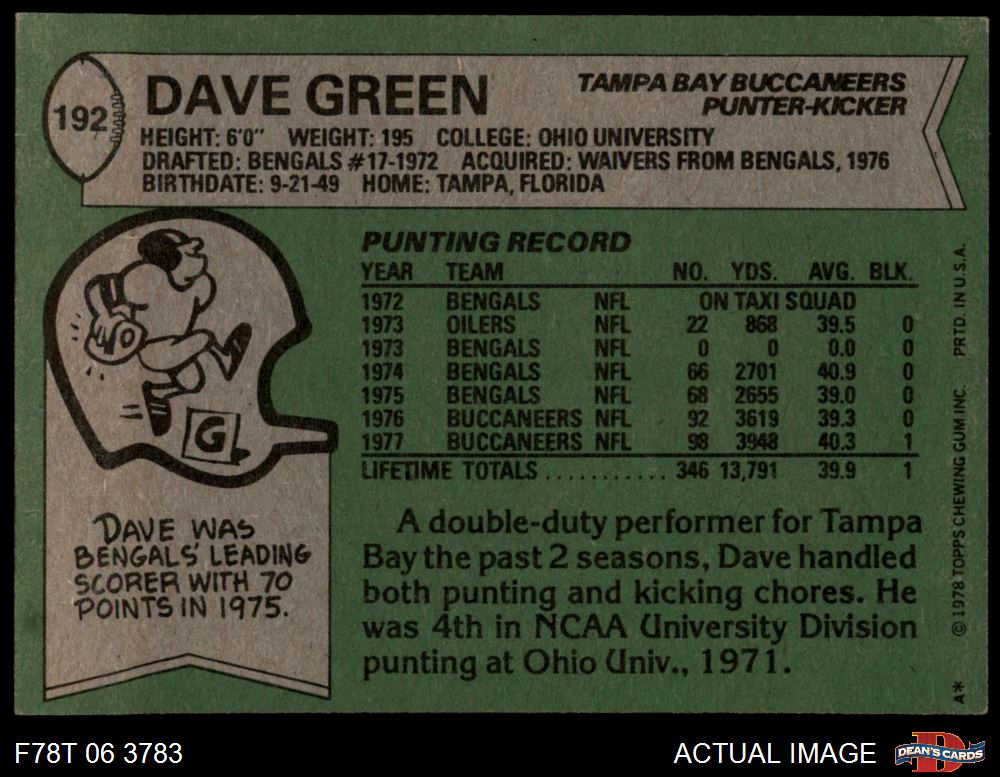 192
DAVE GREEN
TAMPA BAY BUCCANEERS
PUNTER-KICKER
HEIGHT: 6'0" WEIGHT: 195 COLLEGE: OHIO UNIVERSITY
DRAFTED: BENGALS #17-1972 ACQUIRED: WAIVERS FROM BENGALS, 1976
BIRTHDATE: 9-21-49 HOME: TAMPA, FLORIDA
PUNTING RECORD
YEAR TEAM NO. YDS. AVG. BLK.
1972 BENGALS NFL ON TAXI SQUAD
1973 OILERS NFL 22 868 39.5 0
1973 BENGALS NFL 0 0 0.0 0
1974 BENGALS NFL 66 2701 40.9 0
1975 BENGALS NFL 68 2655 39.0 0
1976 BUCCANEERS NFL 92 3619 39.3 0
1977 BUCCANEERS NFL 98 3948 40.3 1
LIFETIME TOTALS ........... 346 13,791 39.9 1
G
DAVE WAS
BENGALS' LEADING
SCORER WITH 70
POINTS IN 1975.
A double-duty performer for Tampa
Bay the past 2 seasons, Dave handled
both punting and kicking chores. He
was 4th in NCAA University Division
punting at Ohio Univ., 1971.
A* © 1978 TOPPS CHEWING GUM INC. PRTD. IN U.S.A.
F78T 06 3783
ACTUAL IMAGE
D
DEAN'S CARDS